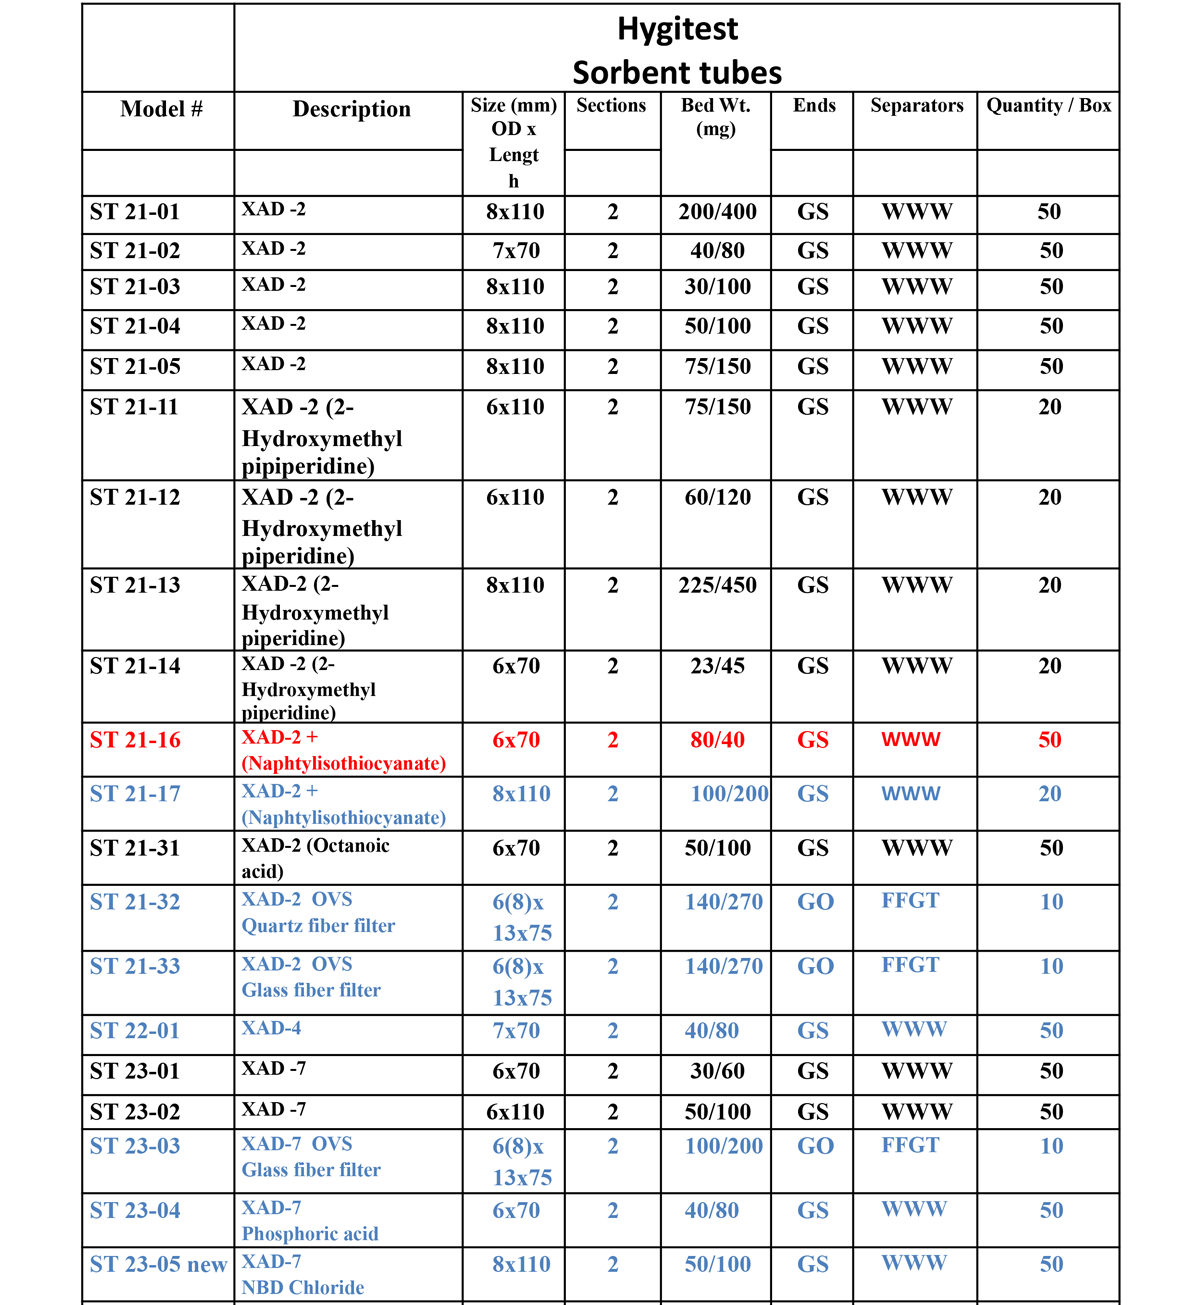 Hygitest
Sorbent tubes
Model # Description Size (mm) Sections Bed Wt. Ends Separators Quantity / Box
OD x (mg)
Lengt
h
ST 21-01 XAD -2 8x110 2 200/400 GS WWW 50
ST 21-02 XAD -2 7x70 2 40/80 GS WWW 50
ST 21-03 XAD -2 8x110 2 30/100 GS WWW 50
ST 21-04 XAD -2 8x110 2 50/100 GS WWW 50
ST 21-05 XAD -2 8x110 2 75/150 GS WWW 50
ST 21-11 XAD -2 (2- 6x110 2 75/150 GS WWW 20
Hydroxymethyl
pipiperidine)
ST 21-12 XAD -2 (2- 6x110 2 60/120 GS WWW 20
Hydroxymethyl
piperidine)
ST 21-13 XAD-2 (2- 8x110 2 225/450 GS WWW 20
Hydroxymethyl
piperidine)
ST 21-14 XAD -2 (2- 6x70 2 23/45 GS WWW 20
Hydroxymethyl
piperidine)
ST 21-16 XAD-2 + 6x70 2 80/40 GS WWW 50
(Naphtylisothiocyanate)
ST 21-17 XAD-2 + 8x110 2 100/200 GS WWW 20
(Naphtylisothiocyanate)
ST 21-31 XAD-2 (Octanoic 6x70 2 50/100 GS WWW 50
acid)
ST 21-32 XAD-2 OVS 6(8)x 2 140/270 GO FFGT 10
Quartz fiber filter 13x75
ST 21-33 XAD-2 OVS 6(8)x 2 140/270 GO FFGT 10
Glass fiber filter 13x75
ST 22-01 XAD-4 7x70 2 40/80 GS WWW 50
ST 23-01 XAD -7 6x70 2 30/60 GS WWW 50
ST 23-02 XAD -7 6x110 2 50/100 GS WWW 50
ST 23-03 XAD-7 OVS 6(8)x 2 100/200 GO FFGT 10
Glass fiber filter 13x75
ST 23-04 XAD-7 6x70 2 40/80 GS WWW 50
Phosphoric acid
ST 23-05 new XAD-7 8x110 2 50/100 GS WWW 50
NBD Chloride